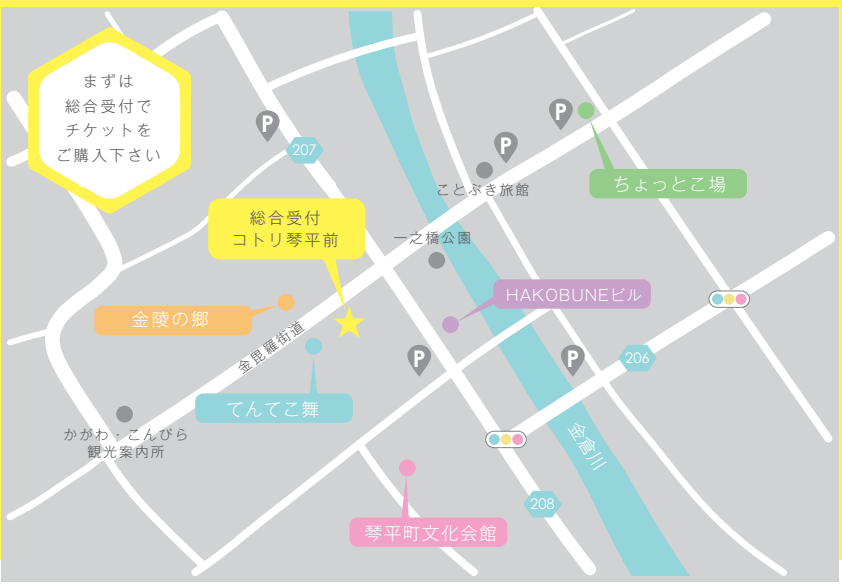 まずは
総合受付で
チケットを
ご購入下さい
P
207
P
P
ちょっとこ場
ことぶき旅館
総合受付
コトリ琴平前
一之橋公園
HAKOBUNEビル
金陵の郷
金毘羅街道
P
P
206
てんてこ舞
かがわ・こんぴら
観光案内所
金倉川
208
琴平町文化会館